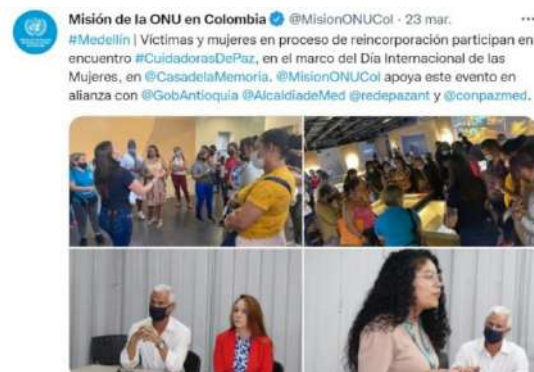 Misión de la ONU en Colombia @MisionONUCol · 23 mar. ...
#Medellín | Víctimas y mujeres en proceso de reincorporación participan en
encuentro #CuidadorasDePaz, en el marco del Día Internacional de las
Mujeres, en @CasadelaMemoria. @MisionONUCol apoya este evento en
alianza con @GobAntioquia @AlcaldiadeMed @redepazant y @conpazmed.